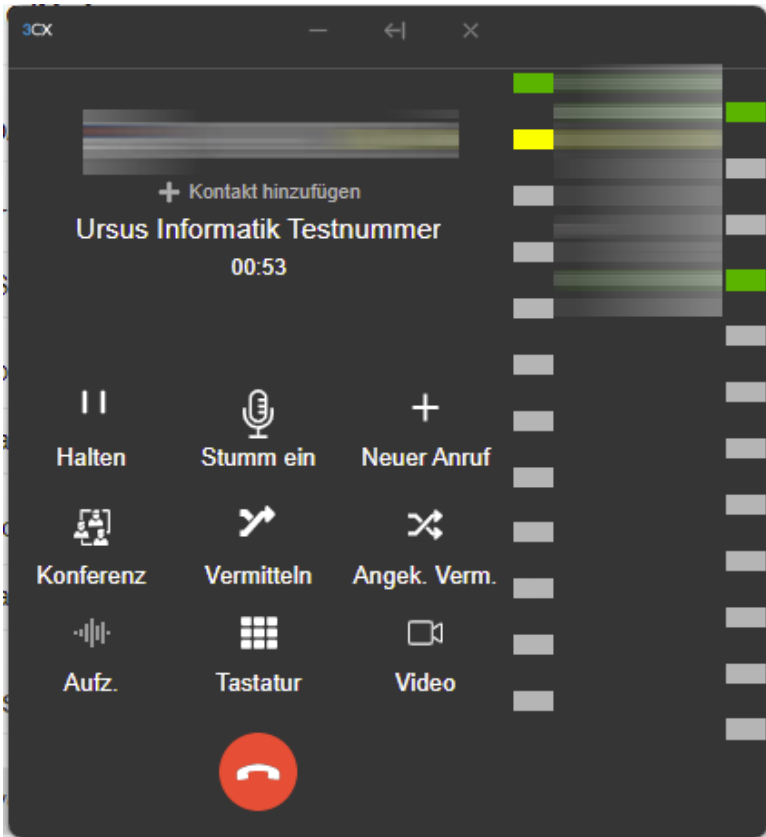 3CX
Kontakt hinzufügen
Ursus Informatik Testnummer
00:53
Halten
Stumm ein
Neuer Anruf
Konferenz
Vermitteln
Angek. Verm.
Aufz.
Tastatur
Video